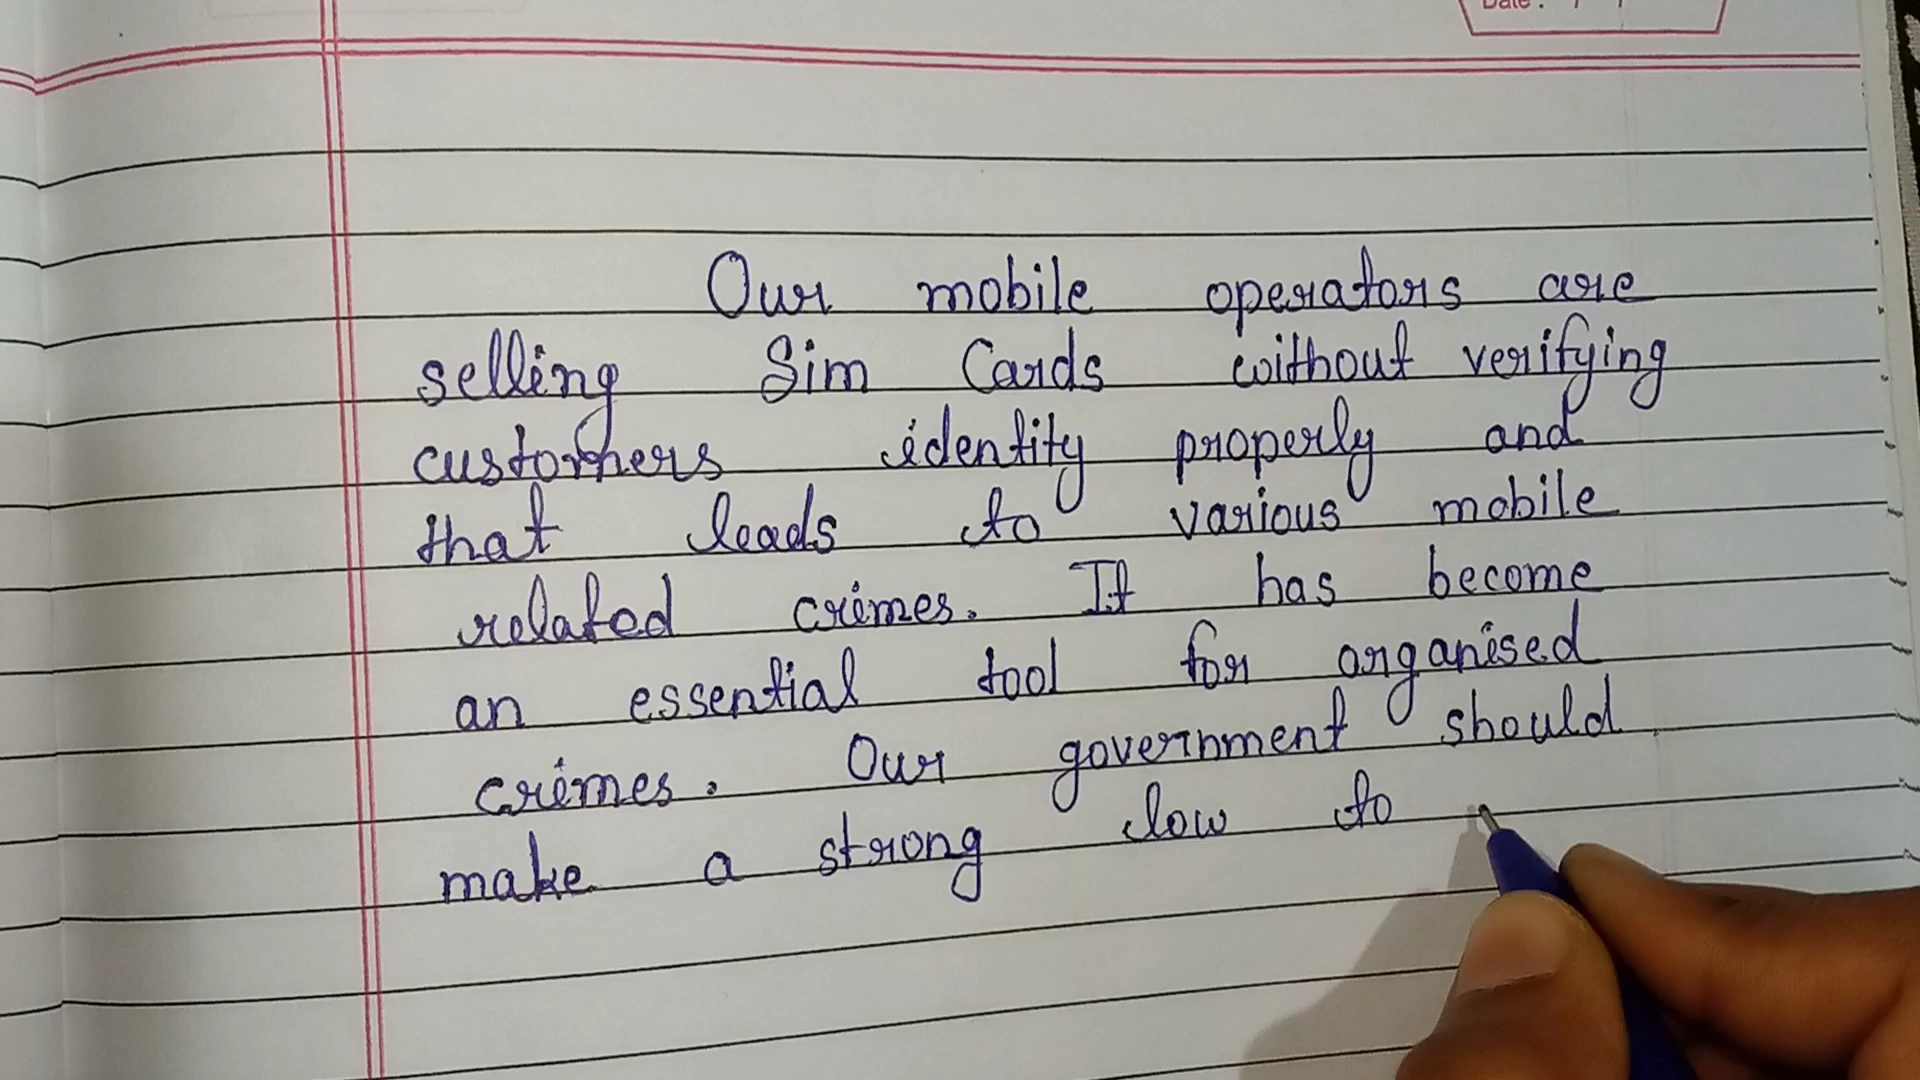 Date : / /
Our mobile operators are
selling Sim Cards without verifying
customers identity properly and
that leads to various mobile
related crimes. It has become
an essential tool for organised
crimes. Our government should
make a strong low to